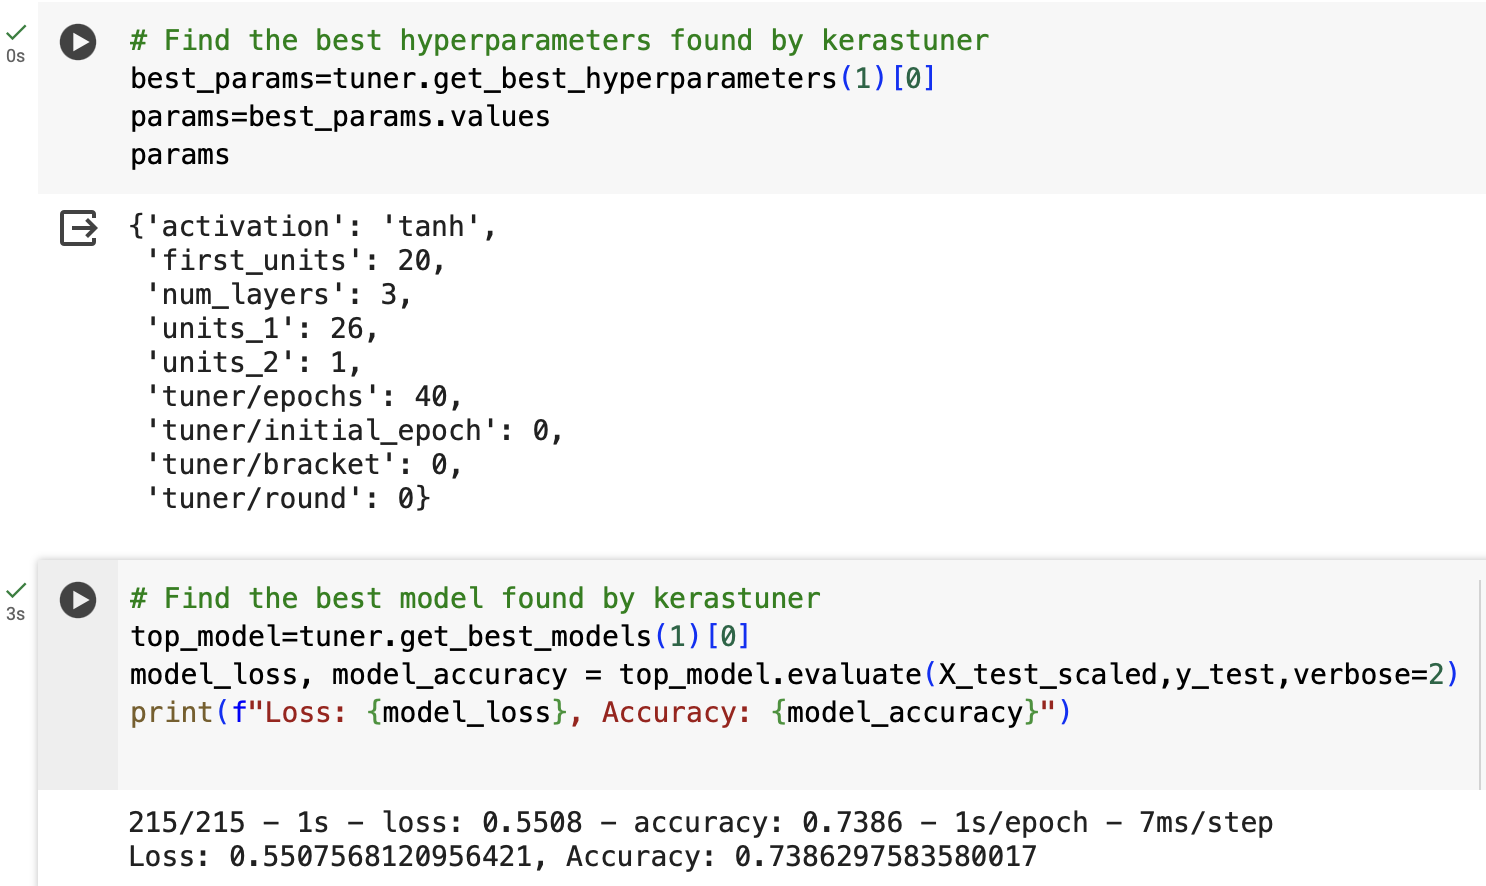 0s
# Find the best hyperparameters found by kerastuner
best_params=tuner.get_best_hyperparameters(1)[0]
params=best_params.values
params
{'activation': 'tanh',
 'first_units': 20,
 'num_layers': 3,
 'units_1': 26,
 'units_2': 1,
 'tuner/epochs': 40,
 'tuner/initial_epoch': 0,
 'tuner/bracket': 0,
 'tuner/round': 0}
3s
# Find the best model found by kerastuner
top_model=tuner.get_best_models(1)[0]
model_loss, model_accuracy = top_model.evaluate(X_test_scaled,y_test,verbose=2)
print(f"Loss: {model_loss}, Accuracy: {model_accuracy}")
215/215 – 1s – loss: 0.5508 – accuracy: 0.7386 – 1s/epoch – 7ms/step
Loss: 0.5507568120956421, Accuracy: 0.7386297583580017